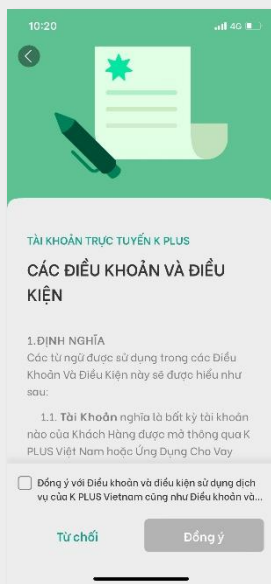 10:20
4G
TÀI KHOẢN TRỰC TUYẾN K PLUS
CÁC ĐIỀU KHOẢN VÀ ĐIỀU
KIỆN
1.ĐỊNH NGHĨA
Các từ ngữ được sử dụng trong các Điều
Khoản Và Điều Kiện này sẽ được hiểu như
sau:
1.1. Tài Khoản nghĩa là bất kỳ tài khoản
nào của Khách Hàng được mở thông qua K
PLUS Việt Nam hoặc Ứng Dụng Cho Vay
Đồng ý với Điều khoản và điều kiện sử dụng dịch
vụ của K PLUS Vietnam cũng như Điều khoản và...
Từ chối
Đồng ý